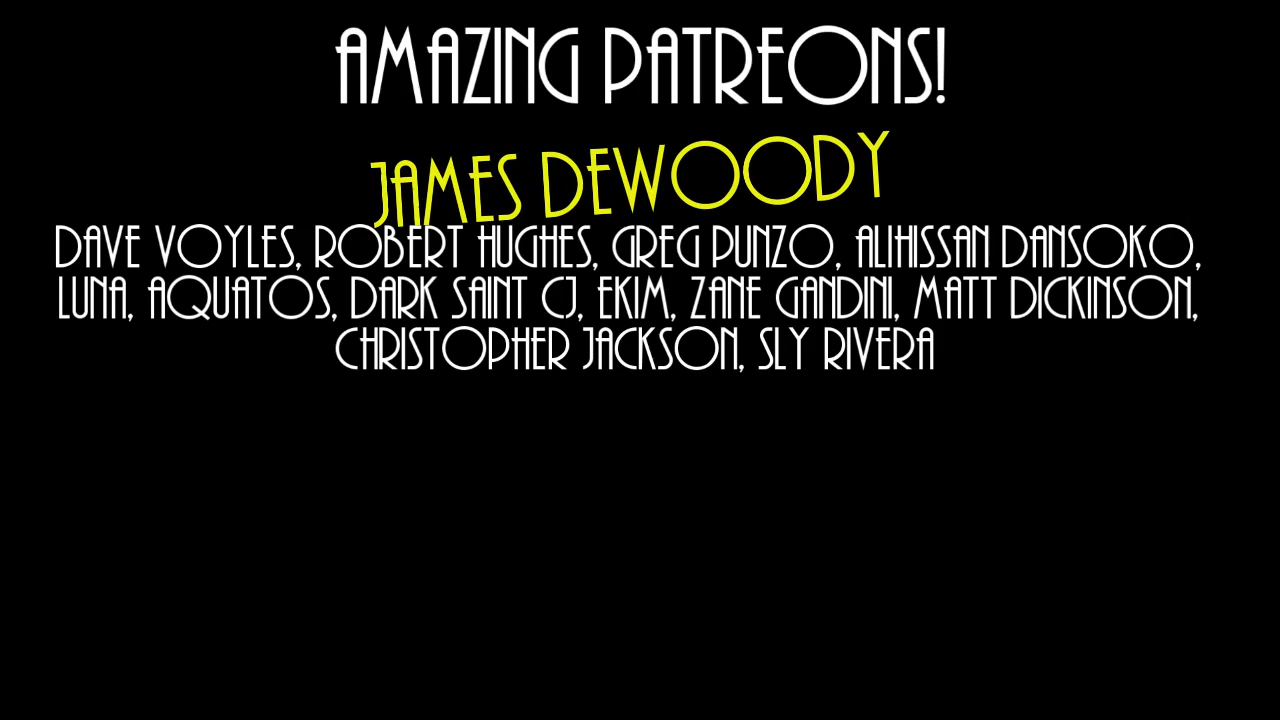 AMAZING PATREONS!
JAMES DEWOODY
DAVE VOYLES, ROBERT HUGHES, GREG PUNZO, ALIHISSAN DANSOKO,
LUNA, AQUATOS, DARK SAINT CJ, EKIM, ZANE GANDINI, MATT DICKINSON,
CHRISTOPHER JACKSON, SLY RIVERA